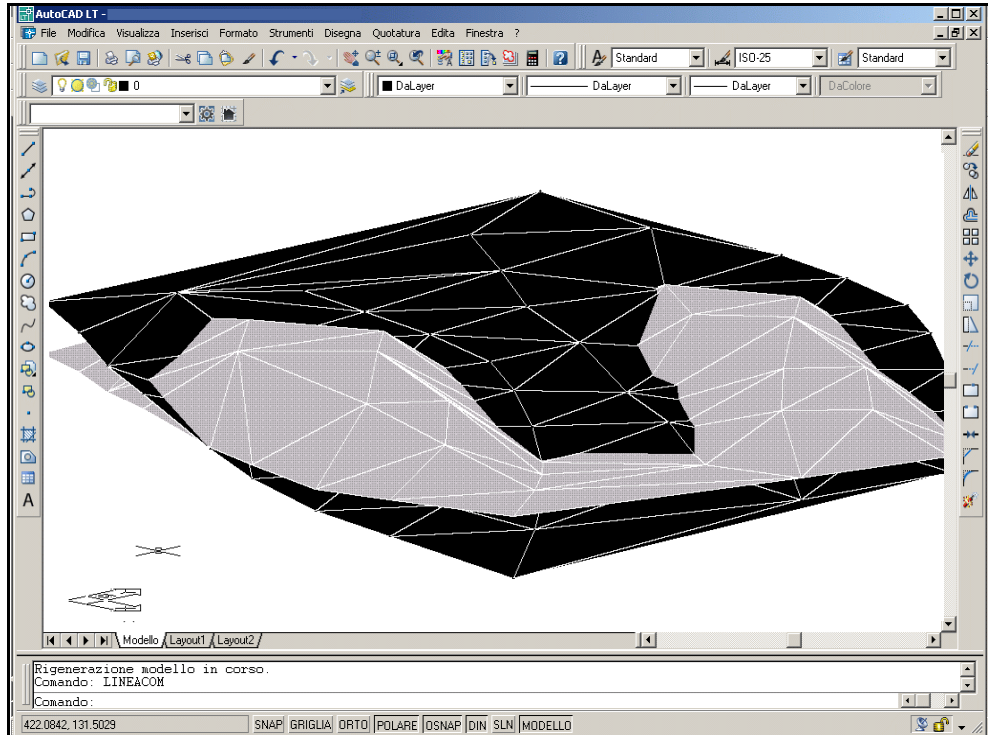 AutoCAD LT -
File Modifica Visualizza Inserisci Formato Strumenti Disegna Quotatura Edita Finestra ?
Standard ISO-25 Standard
0 DaLayer DaLayer DaLayer DaColore
A
Modello Layout1 Layout2
Rigenerazione modello in corso.
Comando: LINEACOM
Comando:
422.0842, 131.5029 SNAP GRIGLIA ORTO POLARE OSNAP DIN SLN MODELLO